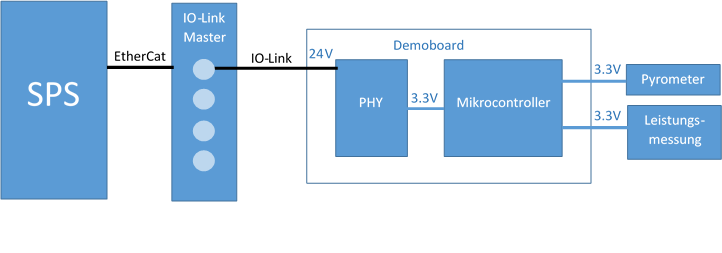 SPS
EtherCat
IO-Link
Master
IO-Link
24V
Demoboard
PHY
3.3V
Mikrocontroller
3.3V
Pyrometer
3.3V
Leistungs-
messung